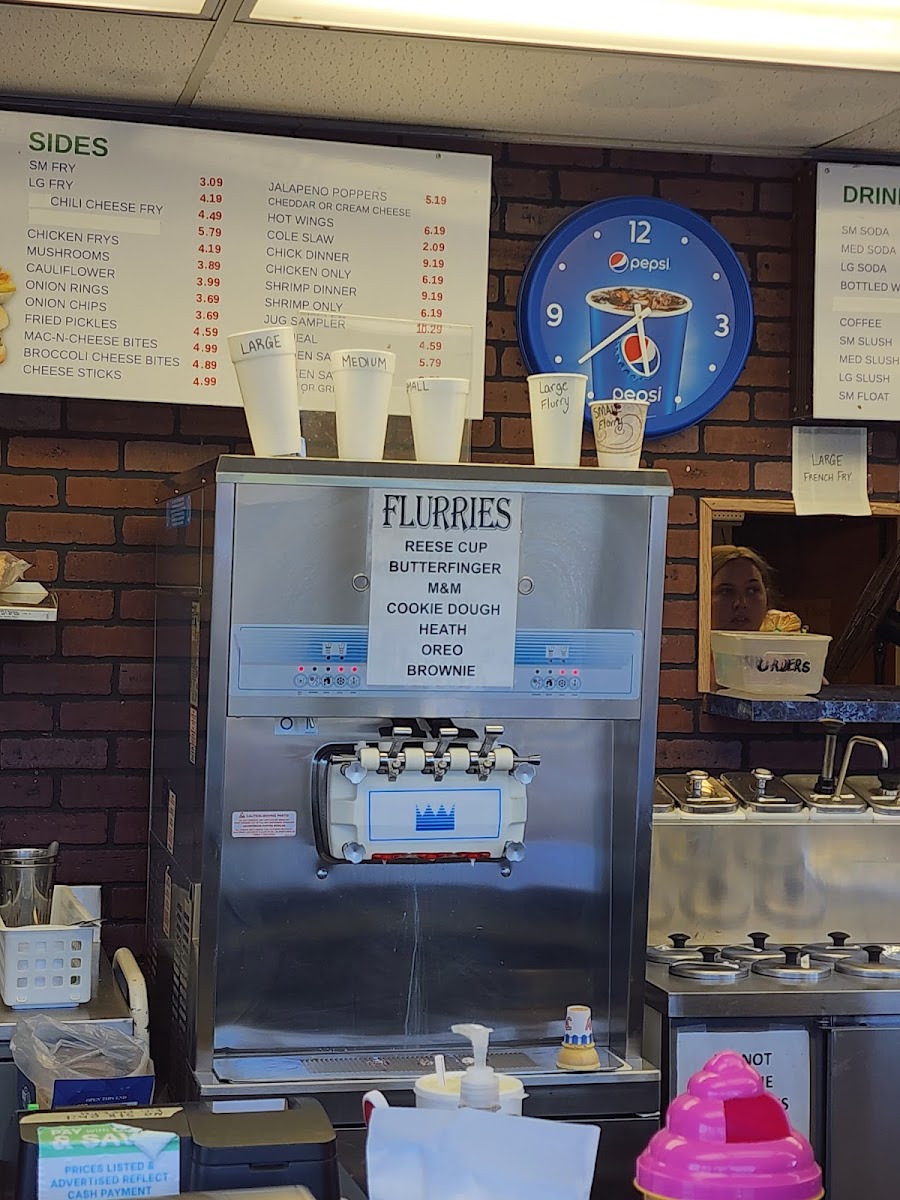 SIDES
SM FRY 3.09
LG FRY 4.19
CHILI CHEESE FRY 4.49
5.79
CHICKEN FRYS 4.19
MUSHROOMS 3.89
CAULIFLOWER 3.99
ONION RINGS 3.69
ONION CHIPS 3.69
FRIED PICKLES 4.59
MAC-N-CHEESE BITES 4.99
BROCCOLI CHEESE BITES 4.89
CHEESE STICKS 4.99
JALAPENO POPPERS 5.19
CHEDDAR OR CREAM CHEESE
HOT WINGS 6.19
COLE SLAW 2.09
CHICK DINNER 9.19
CHICKEN ONLY 6.19
SHRIMP DINNER 9.19
SHRIMP ONLY 6.19
JUG SAMPLER 10.29
4.59
5.79
12
3
9
pepsi
pepsi
SM SODA
MED SODA
LG SODA
BOTTLED
COFFEE
SM SLUSH
MED SLUSH
LG SLUSH
SM FLOAT
LARGE
MEDIUM
Large
Flurry
SMALL
Flurry
LARGE
FRENCH FRY
FLURRIES
REESE CUP
BUTTERFINGER
M&M
COOKIE DOUGH
HEATH
OREO
BROWNIE
ORDERS
NOT
PRICES LISTED &
ADVERTISED REFLECT
CASH PAYMENT